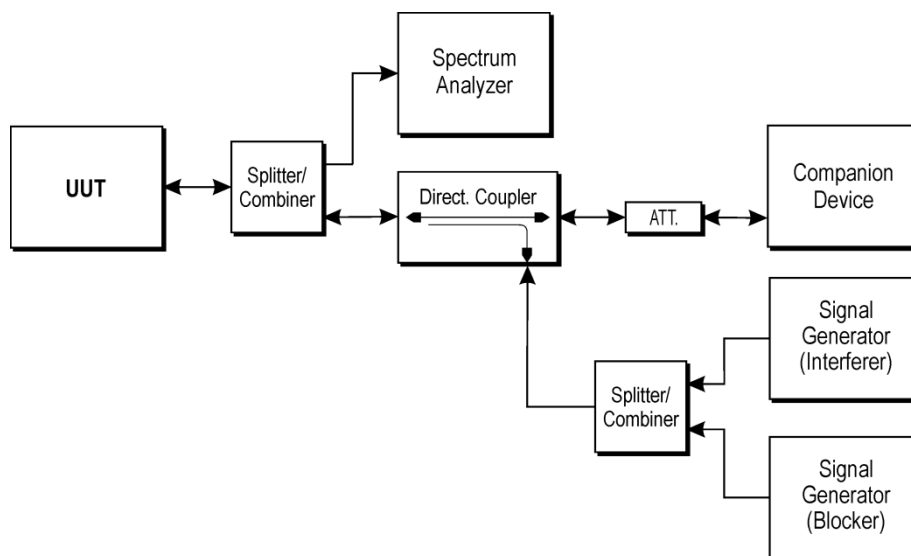 Spectrum
Analyzer
UUT
Splitter/
Combiner
Direct. Coupler
ATT.
Companion
Device
Signal
Generator
(Interferer)
Splitter/
Combiner
Signal
Generator
(Blocker)